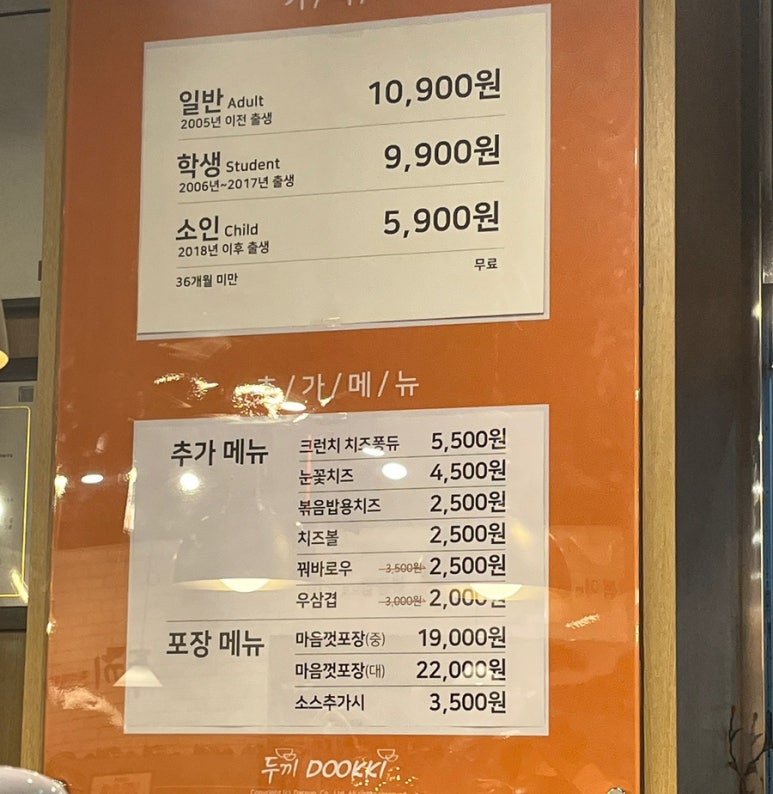 일반 Adult 10,900원
2005년 이전 출생
학생 Student 9,900원
2006년~2017년 출생
소인 Child 5,900원
2018년 이후 출생
36개월 미만 무료
추/가/메/뉴
추가 메뉴 크런치 치즈퐁듀 5,500원
눈꽃치즈 4,500원
볶음밥용치즈 2,500원
치즈볼 2,500원
꿔바로우 3,500원 2,500원
우삼겹 3,000원 2,000원
포장 메뉴 마음껏포장(중) 19,000원
마음껏포장(대) 22,000원
소스추가시 3,500원
두끼 DOOKKI